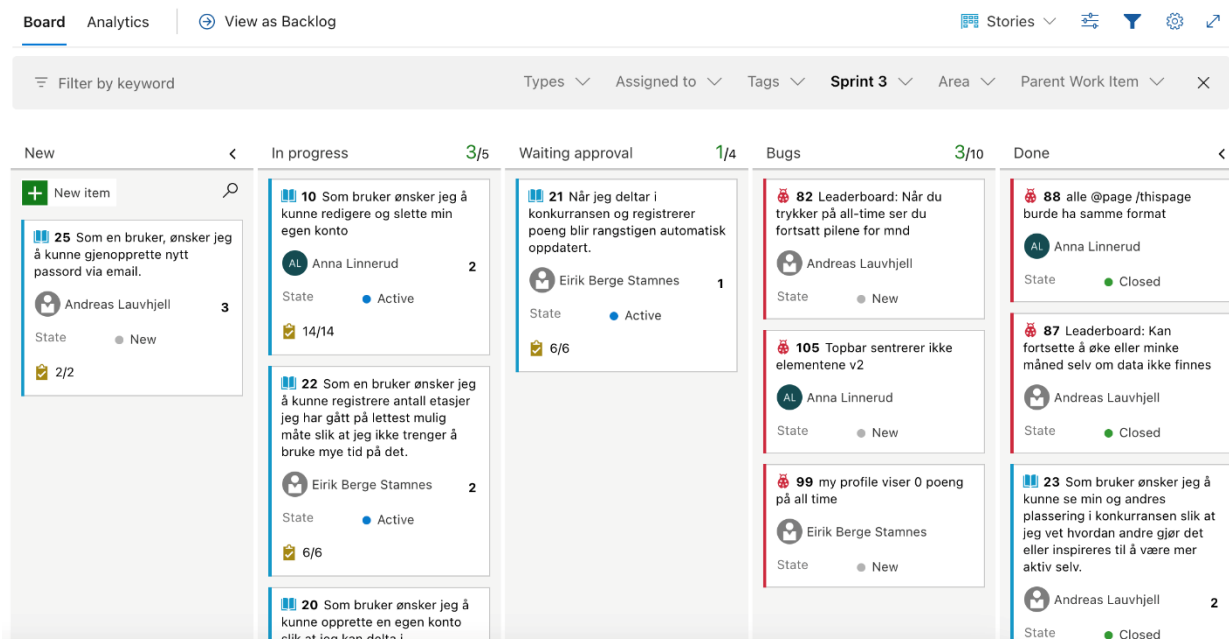 Board Analytics View as Backlog Stories
Filter by keyword Types Assigned to Tags Sprint 3 Area Parent Work Item
New
New item
25 Som en bruker, ønsker jeg
å kunne gjenopprette nytt
passord via email.
Andreas Lauvhjell 3
State New
2/2
In progress 3/5
10 Som bruker ønsker jeg å
kunne redigere og slette min
egen konto
AL Anna Linnerud 2
State Active
14/14
22 Som en bruker ønsker jeg
å kunne registrere antall etasjer
jeg har gått på lettest mulig
måte slik at jeg ikke trenger å
bruke mye tid på det.
Eirik Berge Stamnes 2
State Active
6/6
20 Som bruker ønsker jeg å
kunne opprette en egen konto
slik at jeg kan delta i
Waiting approval 1/4
21 Når jeg deltar i
konkurransen og registrerer
poeng blir rangstigen automatisk
oppdatert.
Eirik Berge Stamnes 1
State Active
6/6
Bugs 3/10
82 Leaderboard: Når du
trykker på all-time ser du
fortsatt pilene for mnd
Andreas Lauvhjell
State New
105 Topbar sentrerer ikke
elementene v2
AL Anna Linnerud
State New
99 my profile viser 0 poeng
på all time
Eirik Berge Stamnes
State New
Done
88 alle @page /thispage
burde ha samme format
AL Anna Linnerud
State Closed
87 Leaderboard: Kan
fortsette å øke eller minke
måned selv om data ikke finnes
Andreas Lauvhjell
State Closed
23 Som bruker ønsker jeg å
kunne se min og andres
plassering i konkurransen slik at
jeg vet hvordan andre gjør det
eller inspireres til å være mer
aktiv selv.
Andreas Lauvhjell 2
State Closed